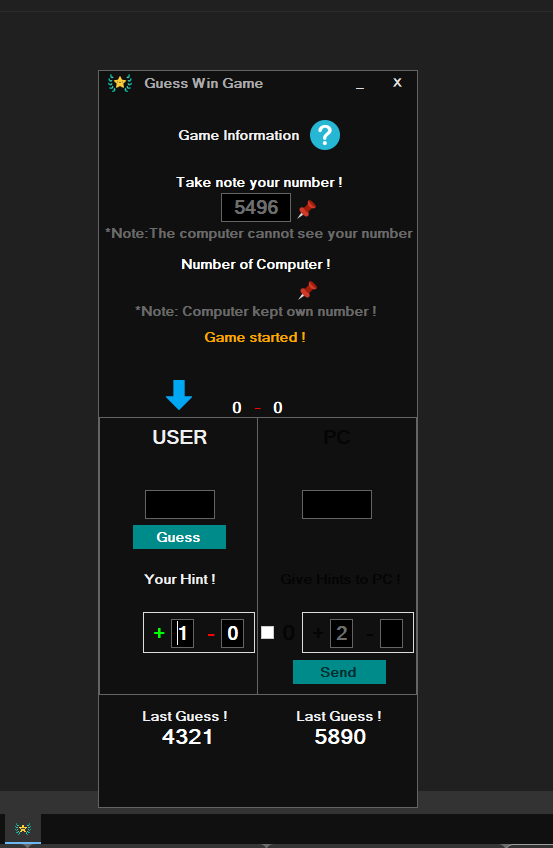 Guess Win Game _ X
Game Information ?
Take note your number !
5496
*Note:The computer cannot see your number
Number of Computer !
*Note: Computer kept own number !
Game started !
0 - 0
USER PC
Guess
Your Hint ! Give Hints to PC !
+ 1 - 0 0 + 2 -
Send
Last Guess ! Last Guess !
4321 5890